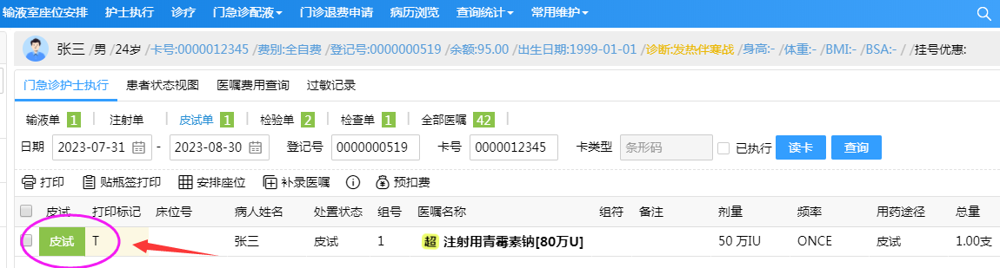 输液室座位安排 护士执行 诊疗 门急诊配液 门诊退费申请 病历浏览 查询统计 常用维护
张三 /男 /24岁 /卡号:0000012345 /费别:全自费 /登记号:0000000519 /余额:95.00 /出生日期:1999-01-01 /诊断:发热伴寒战 /身高:- /体重:- /BMI:- /BSA:- / /挂号优惠:
门急诊护士执行 患者状态视图 医嘱费用查询 过敏记录
输液单 1 注射单 皮试单 1 检验单 2 检查单 1 全部医嘱 42
日期 2023-07-31 - 2023-08-30 登记号 0000000519 卡号 0000012345 卡类型 条形码 已执行 读卡 查询
打印 贴瓶签打印 安排座位 补录医嘱 预扣费
皮试 打印标记 床位号 病人姓名 处置状态 组号 医嘱名称 组符 备注 剂量 频率 用药途径 总量
皮试 T 张三 皮试 1 超 注射用青霉素钠[80万U] 50 万IU ONCE 皮试 1.00支